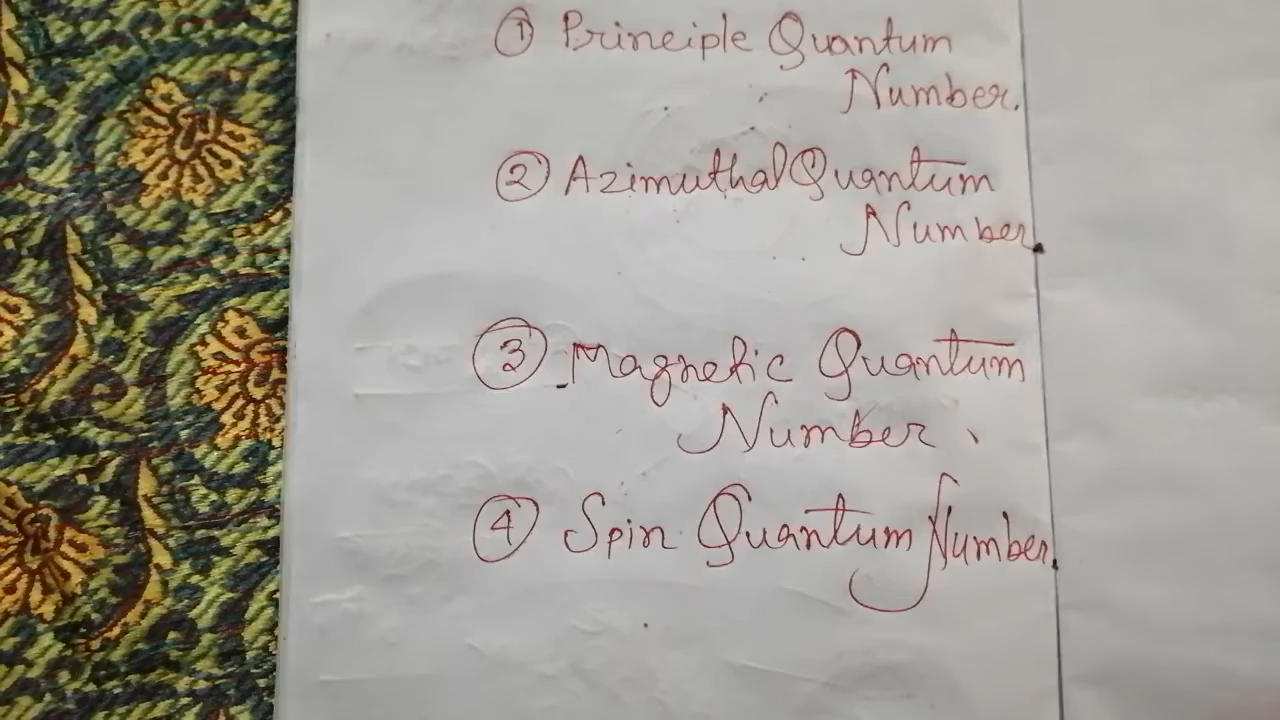 ① Principle Quantum
Number.
② Azimuthal Quantum
Number.
③ Magnetic Quantum
Number.
④ Spin Quantum Number.